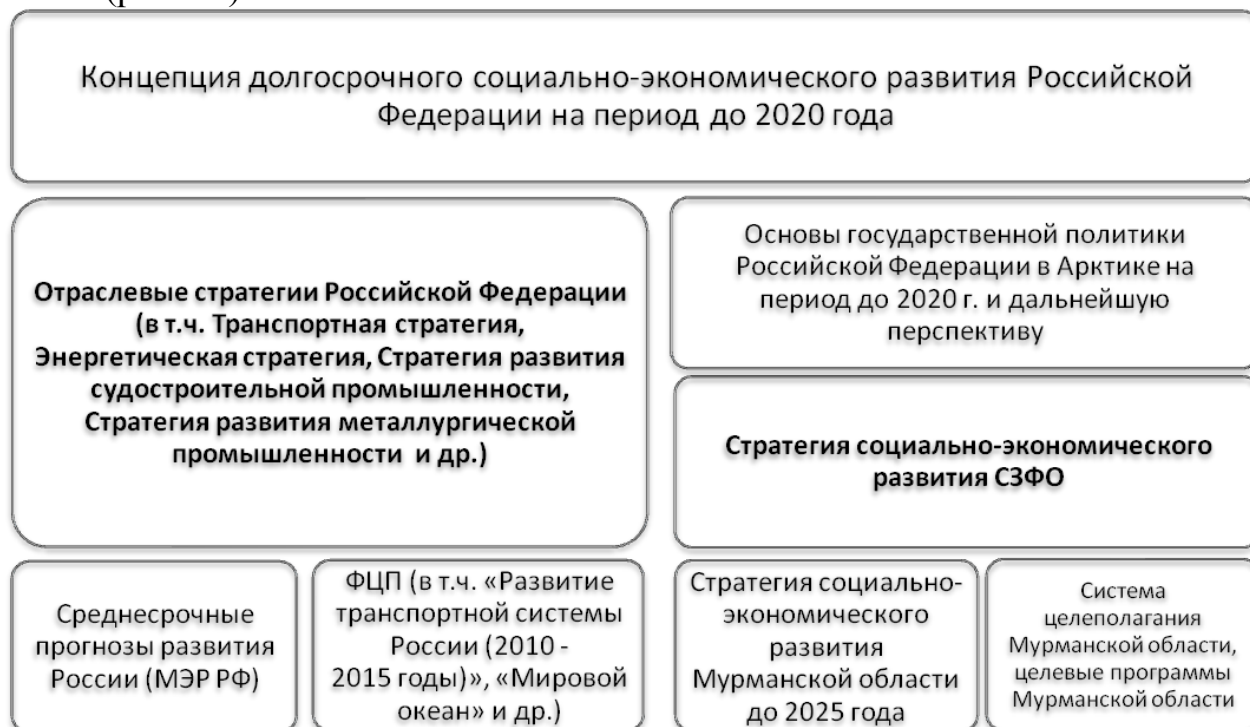 Концепция долгосрочного социально-экономического развития Российской
Федерации на период до 2020 года
Отраслевые стратегии Российской Федерации
(в т.ч. Транспортная стратегия,
Энергетическая стратегия, Стратегия развития
судостроительной промышленности,
Стратегия развития металлургической
промышленности и др.)
Основы государственной политики
Российской Федерации в Арктике на
период до 2020 г. и дальнейшую
перспективу
Стратегия социально-экономического
развития СЗФО
Среднесрочные
прогнозы развития
России (МЭР РФ)
ФЦП (в т.ч. «Развитие
транспортной системы
России (2010 -
2015 годы)», «Мировой
океан» и др.)
Стратегия социально-
экономического
развития
Мурманской области
до 2025 года
Система
целеполагания
Мурманской области,
целевые программы
Мурманской области